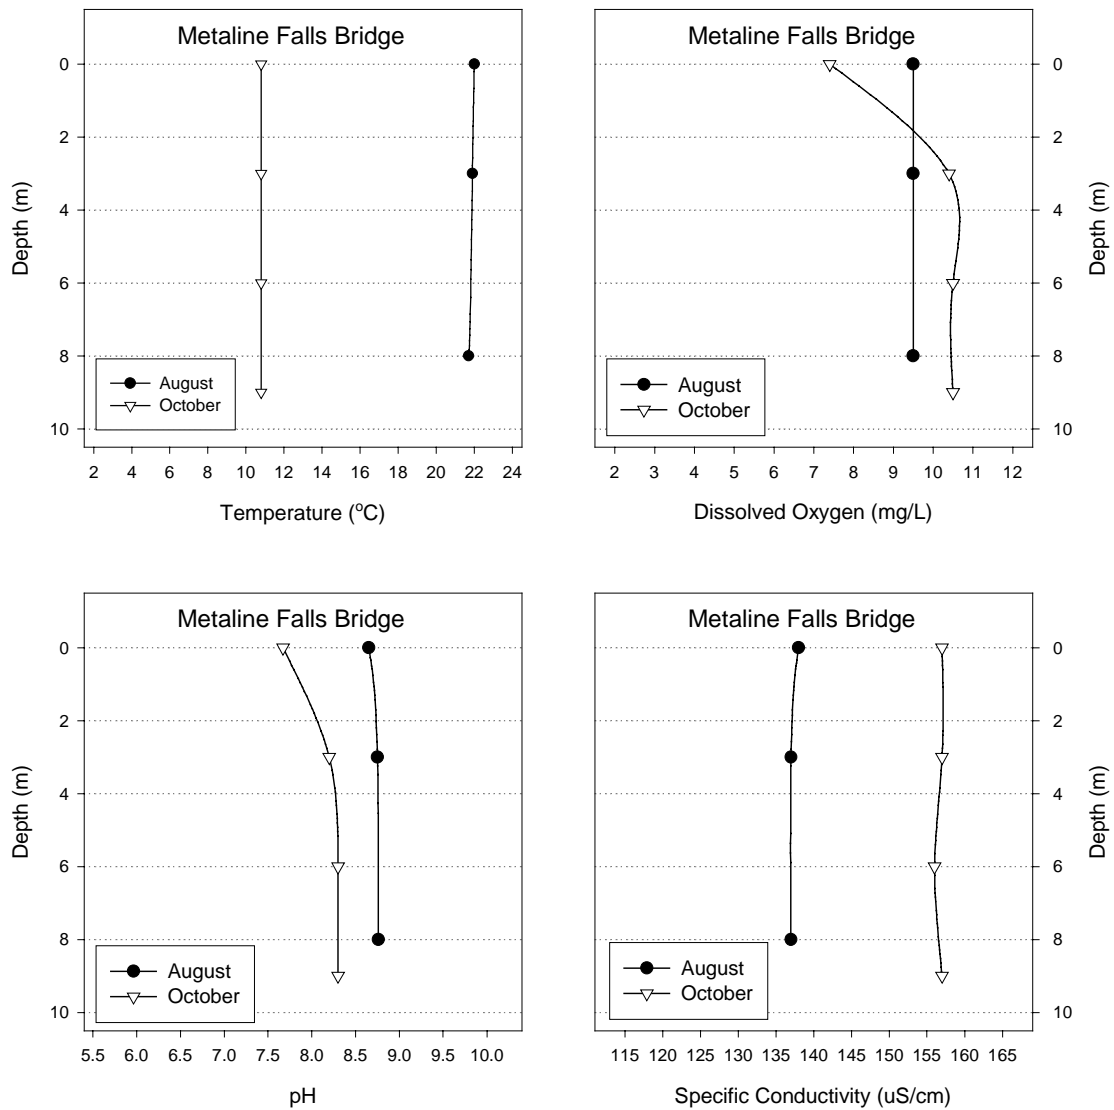 Metaline Falls Bridge
0
2
4
6
8
10
Depth (m)
August
October
2 4 6 8 10 12 14 16 18 20 22 24
Temperature (oC)
Metaline Falls Bridge
0
2
4
6
8
10
Depth (m)
August
October
2 3 4 5 6 7 8 9 10 11 12
Dissolved Oxygen (mg/L)
Metaline Falls Bridge
0
2
4
6
8
10
Depth (m)
August
October
5.5 6.0 6.5 7.0 7.5 8.0 8.5 9.0 9.5 10.0
pH
Metaline Falls Bridge
0
2
4
6
8
10
Depth (m)
August
October
115 120 125 130 135 140 145 150 155 160 165
Specific Conductivity (uS/cm)